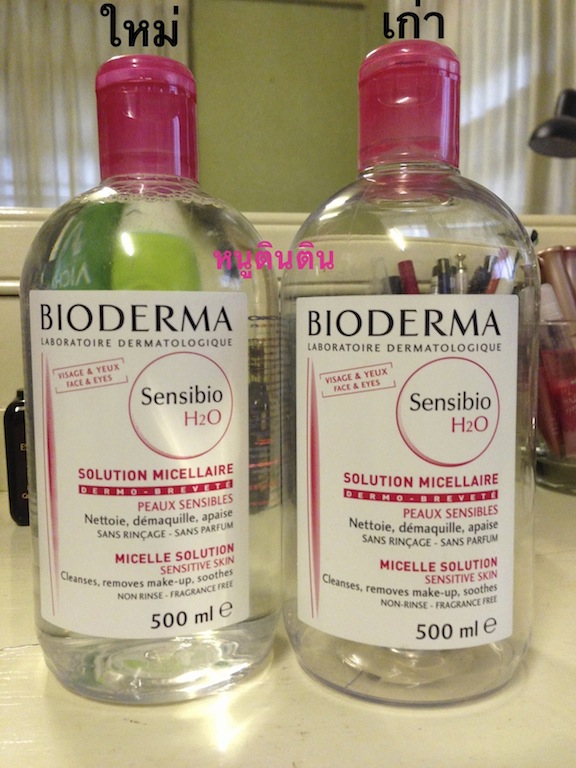 ใหม่
เก่า
หนูดินดิน
BIODERMA
LABORATOIRE DERMATOLOGIQUE
VISAGE & YEUX
FACE & EYES
Sensibio
H2O
SOLUTION MICELLAIRE
DERMO-BREVETÉ
PEAUX SENSIBLES
Nettoie, démaquille, apaise
SANS RINÇAGE - SANS PARFUM
MICELLE SOLUTION
SENSITIVE SKIN
Cleanses, removes make-up, soothes
NON RINSE - FRAGRANCE FREE
500 ml e
BIODERMA
LABORATOIRE DERMATOLOGIQUE
VISAGE & YEUX
FACE & EYES
Sensibio
H2O
SOLUTION MICELLAIRE
DERMO-BREVETÉ
PEAUX SENSIBLES
Nettoie, démaquille, apaise
SANS RINÇAGE - SANS PARFUM
MICELLE SOLUTION
SENSITIVE SKIN
Cleanses, removes make-up, soothes
NON-RINSE - FRAGRANCE FREE
500 ml e